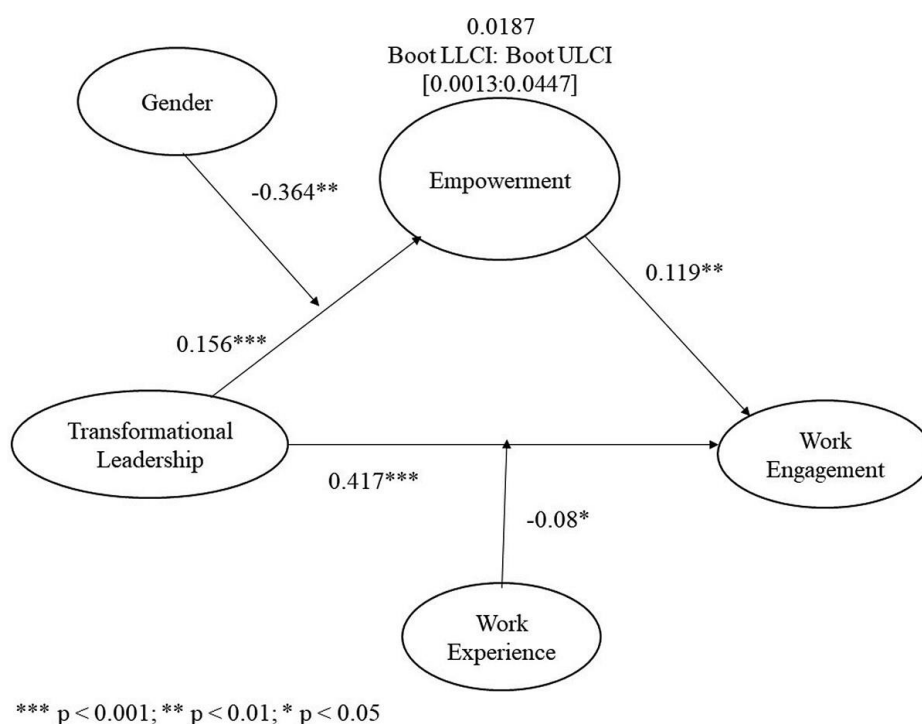 0.0187
Boot LLCI: Boot ULCI
[0.0013:0.0447]
Gender
Empowerment
-0.364**
0.119**
0.156***
Transformational
Leadership
Work
Engagement
0.417***
-0.08*
Work
Experience
*** p < 0.001; ** p < 0.01; * p < 0.05